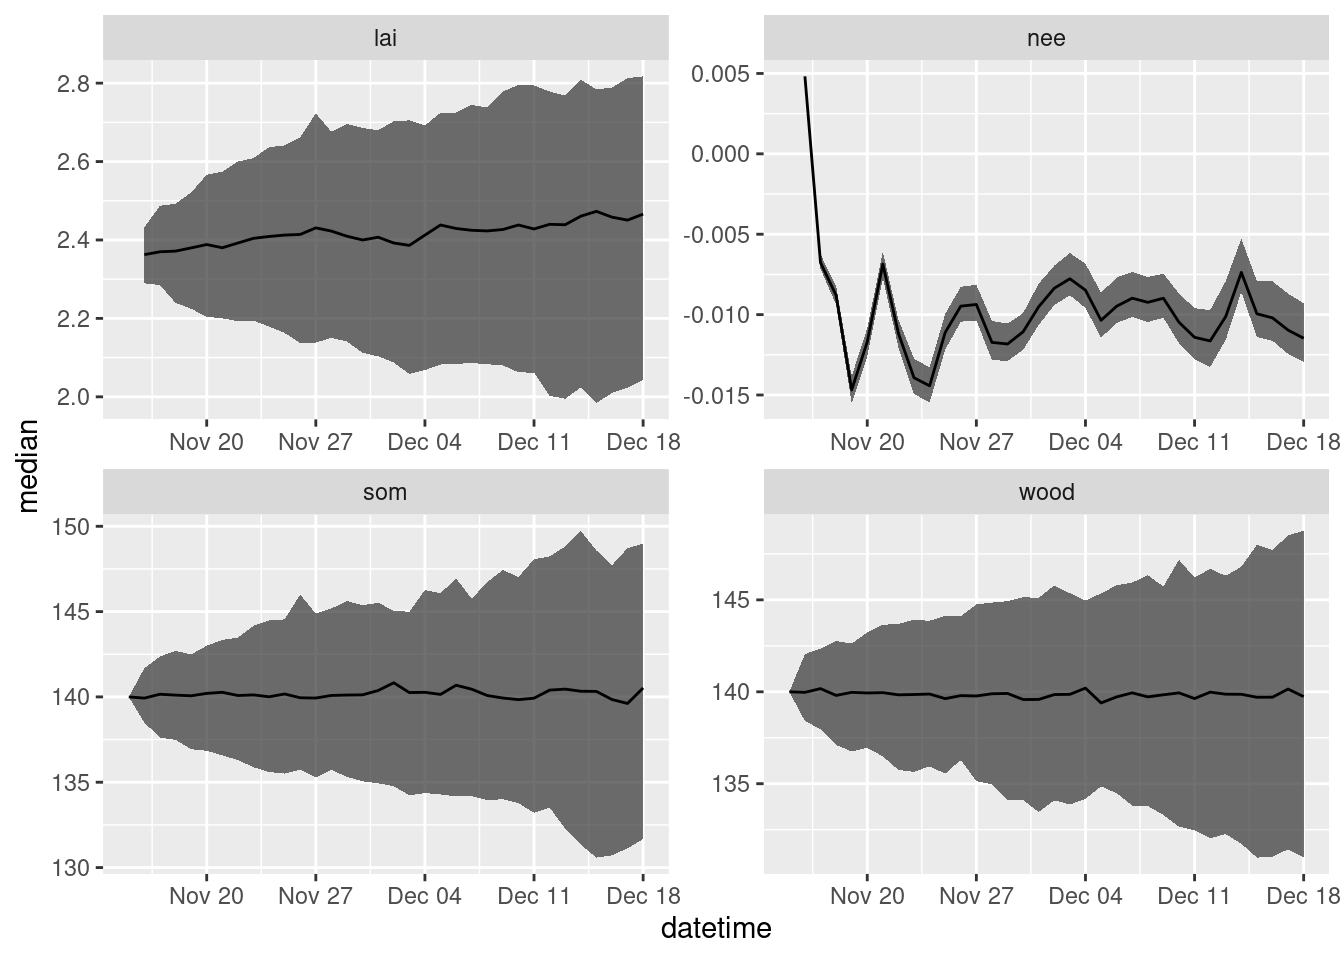 lai
2.8
2.6
2.4
2.2
2.0
Nov 20 Nov 27 Dec 04 Dec 11 Dec 18
nee
0.005
0.000
-0.005
-0.010
-0.015
Nov 20 Nov 27 Dec 04 Dec 11 Dec 18
median
som
150
145
140
135
130
Nov 20 Nov 27 Dec 04 Dec 11 Dec 18
wood
145
140
135
Nov 20 Nov 27 Dec 04 Dec 11 Dec 18
datetime